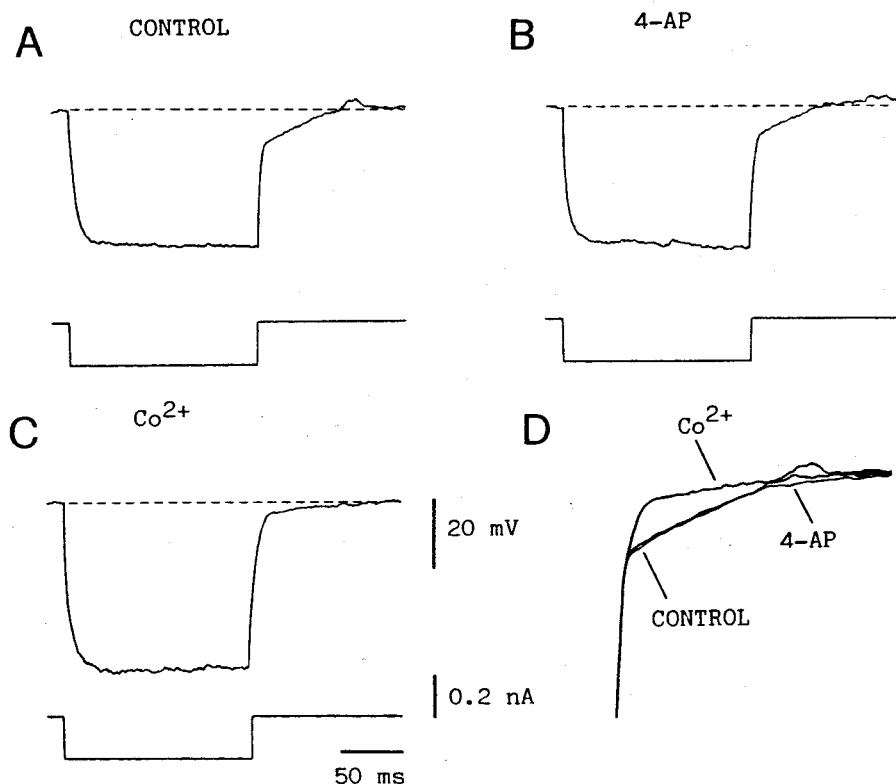 A
CONTROL
B
4-AP
C
Co2+
20 mV
0.2 nA
50 ms
D
Co2+
4-AP
CONTROL